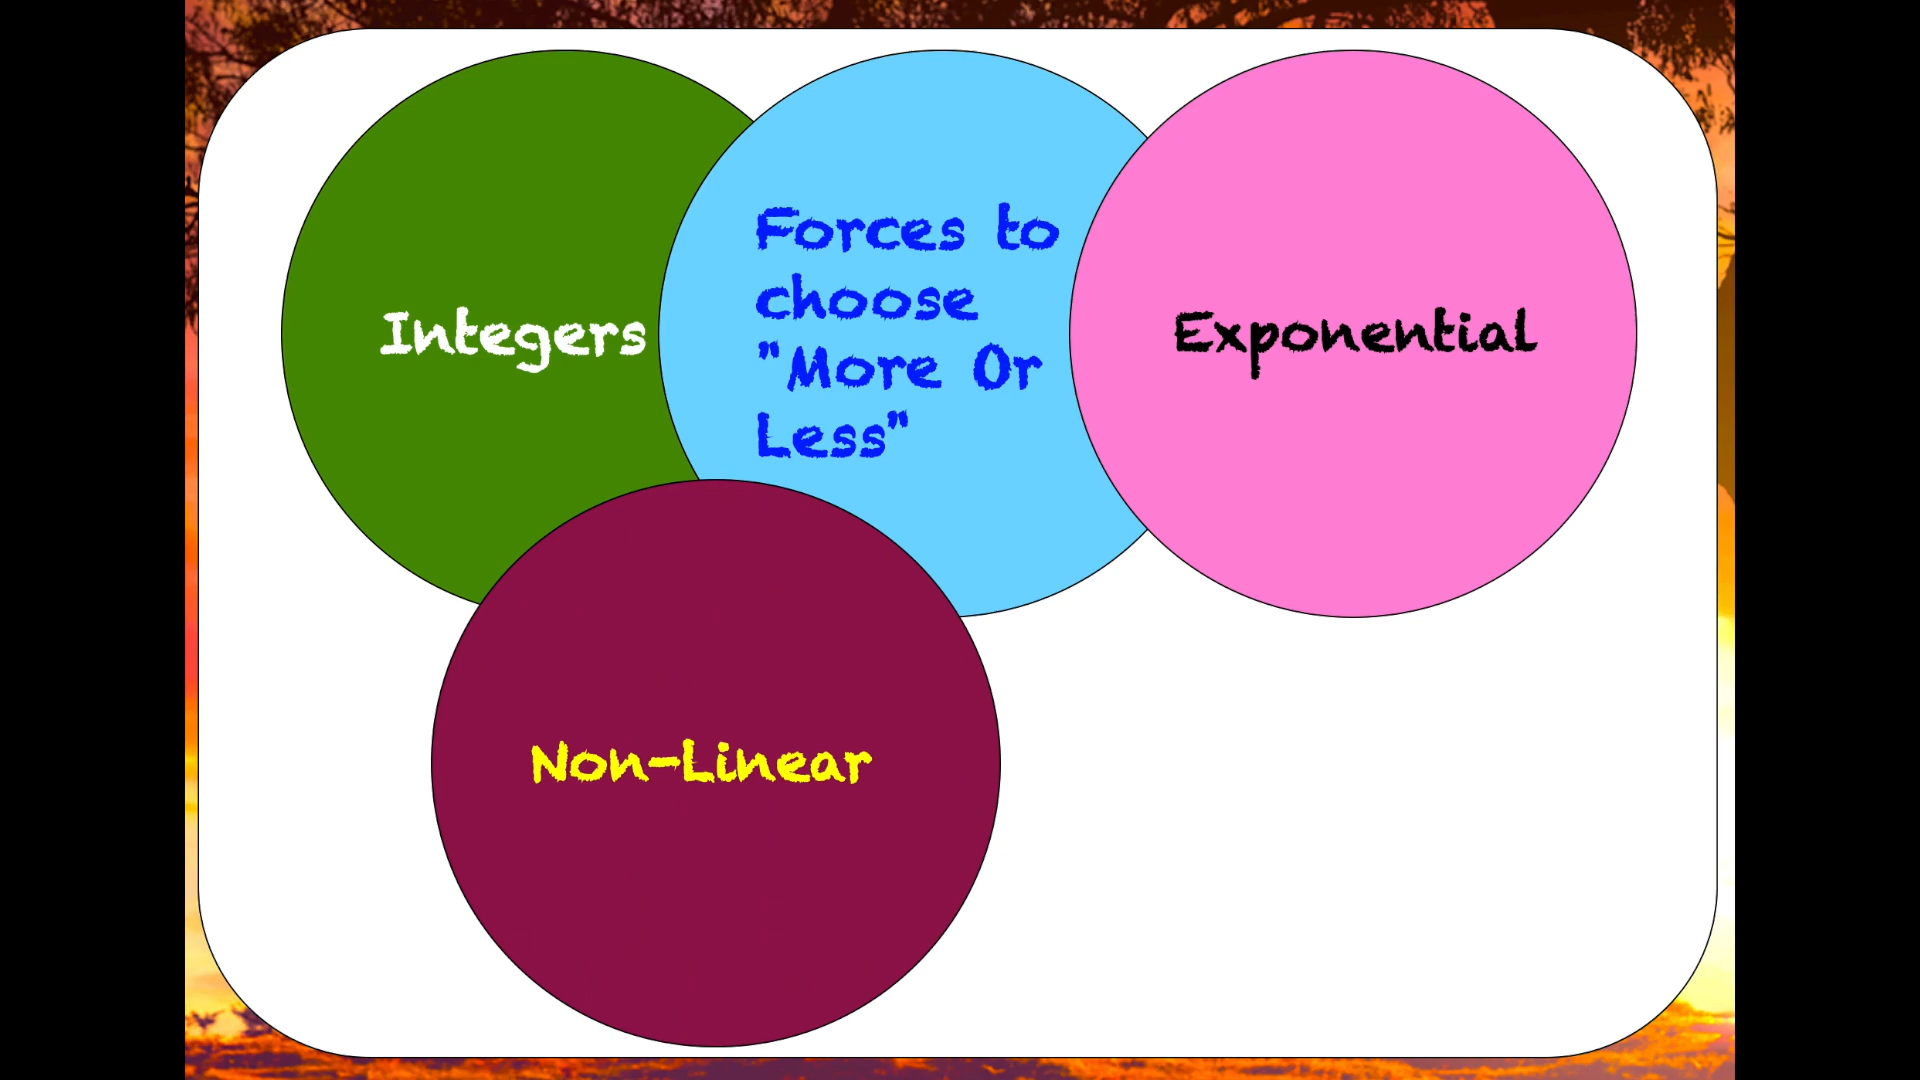 Integers
Forces to
choose
"More Or
Less"
Exponential
Non-Linear